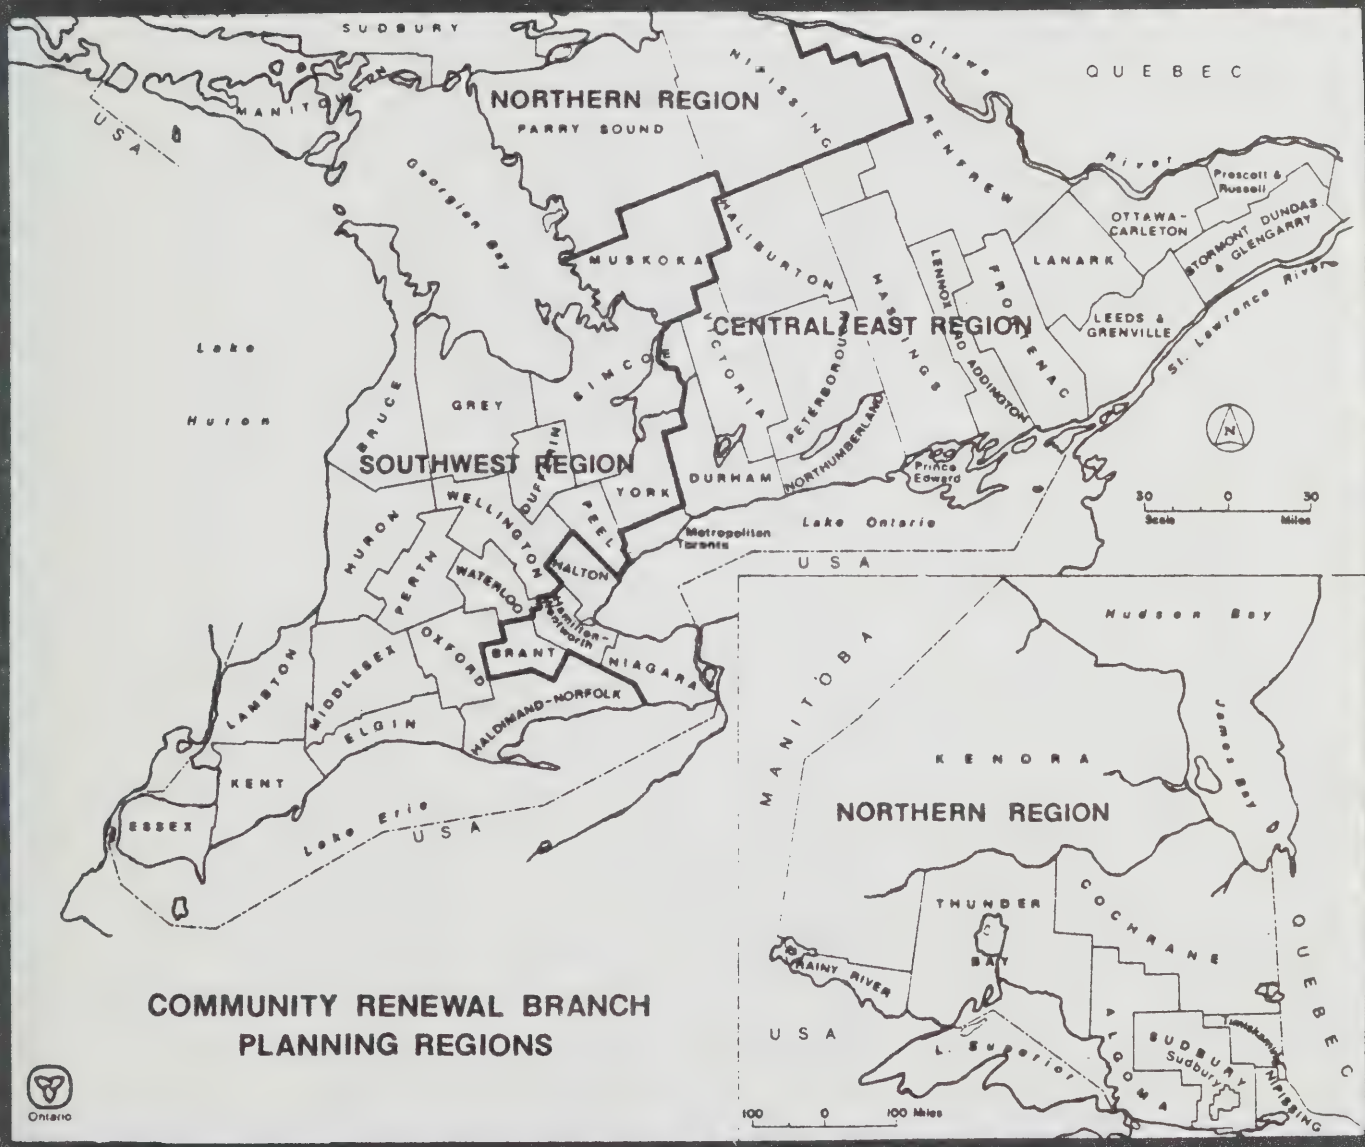 SUDBURY
MANITOULIN
USA
NORTHERN REGION
PARRY SOUND
NIPISSING
Ottawa
River
QUEBEC
RENFREW
Georgian Bay
MUSKOKA
HALIBURTON
Prescott &
Russell
OTTAWA-
CARLETON
STORMONT DUNDAS
& GLENGARRY
LANARK
LENNOX AND ADDINGTON
FRONTENAC
HASTINGS
LEEDS &
GRENVILLE
St. Lawrence River
CENTRAL/EAST REGION
VICTORIA
PETERBOROUGH
SIMCOE
Lake
Huron
BRUCE
GREY
DUFFERIN
SOUTHWEST REGION
NORTHUMBERLAND
DURHAM
Prince
Edward
YORK
PEEL
WELLINGTON
HURON
PERTH
WATERLOO
HALTON
Metropolitan
Toronto
Lake Ontario
USA
N
30 0 30
Scale Miles
Hamilton-
Wentworth
OXFORD
BRANT
NIAGARA
LAMBTON
MIDDLESEX
ELGIN
HALDIMAND-NORFOLK
KENT
ESSEX
Lake Erie
USA
MANITOBA
Hudson Bay
James Bay
KENORA
NORTHERN REGION
THUNDER
BAY
COCHRANE
QUEBEC
RAINY RIVER
USA
L. Superior
ALGOMA
SUDBURY
Sudbury
Timiskaming
NIPISSING
100 0 100 Miles
COMMUNITY RENEWAL BRANCH
PLANNING REGIONS
Ontario